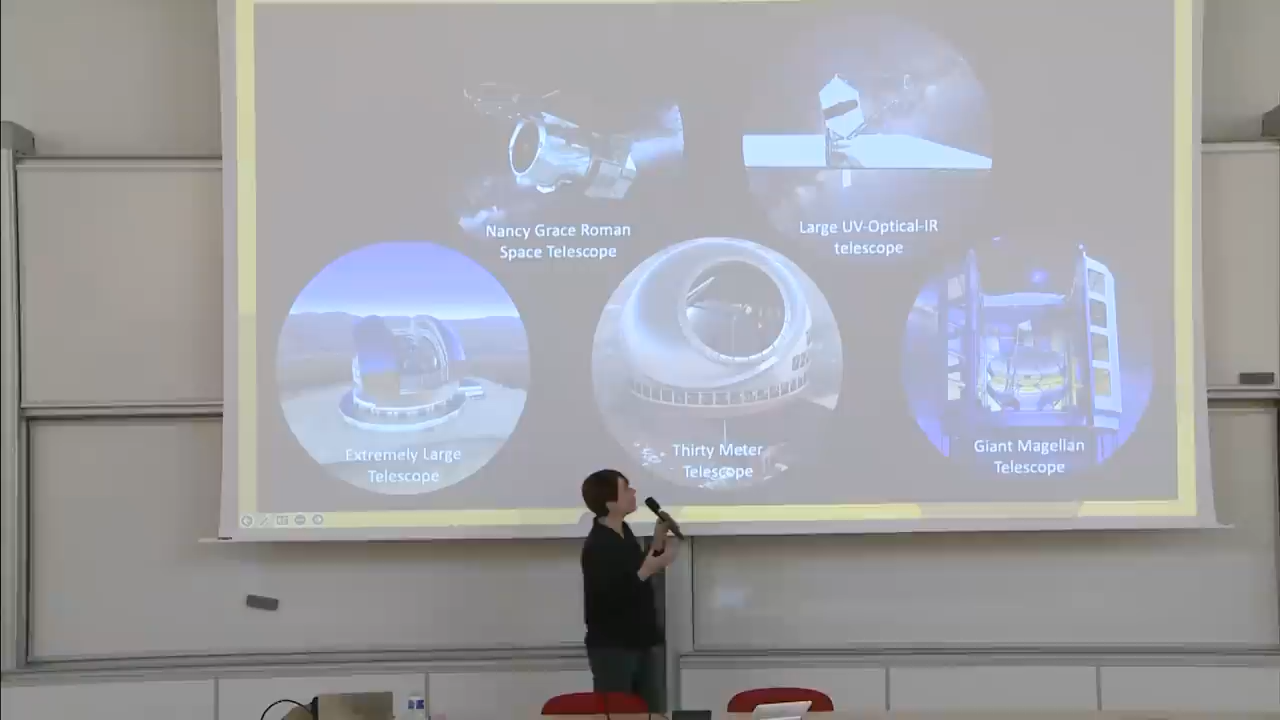 Nancy Grace Roman
Space Telescope
Large UV-Optical-IR
telescope
Extremely Large
Telescope
Thirty Meter
Telescope
Giant Magellan
Telescope